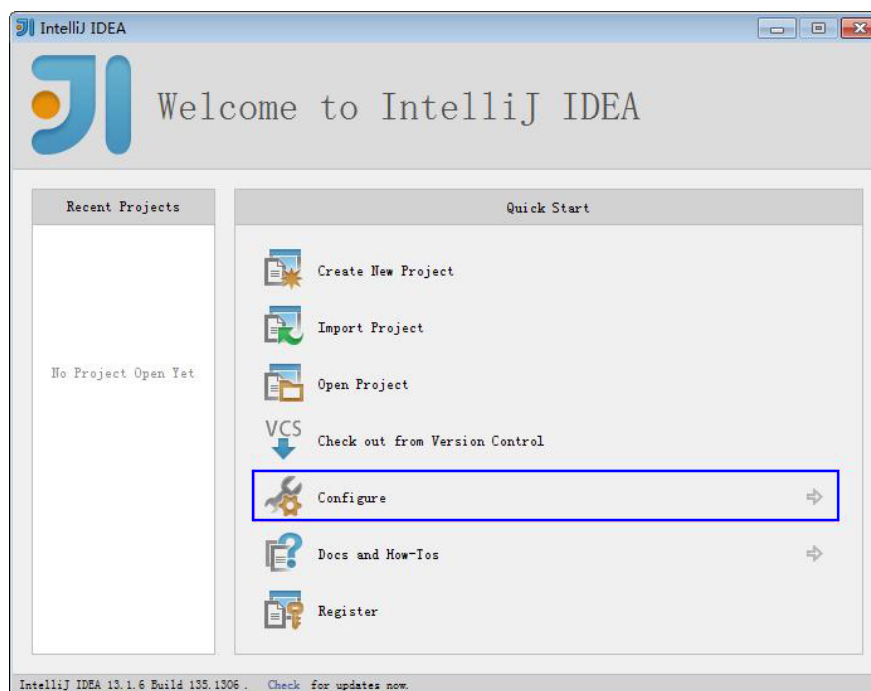 IntelliJ IDEA
Welcome to IntelliJ IDEA
Recent Projects
No Project Open Yet
Quick Start
Create New Project
Import Project
Open Project
VCS
Check out from Version Control
Configure
Docs and How-Tos
Register
IntelliJ IDEA 13.1.6 Build 135.1306 . Check for updates now.